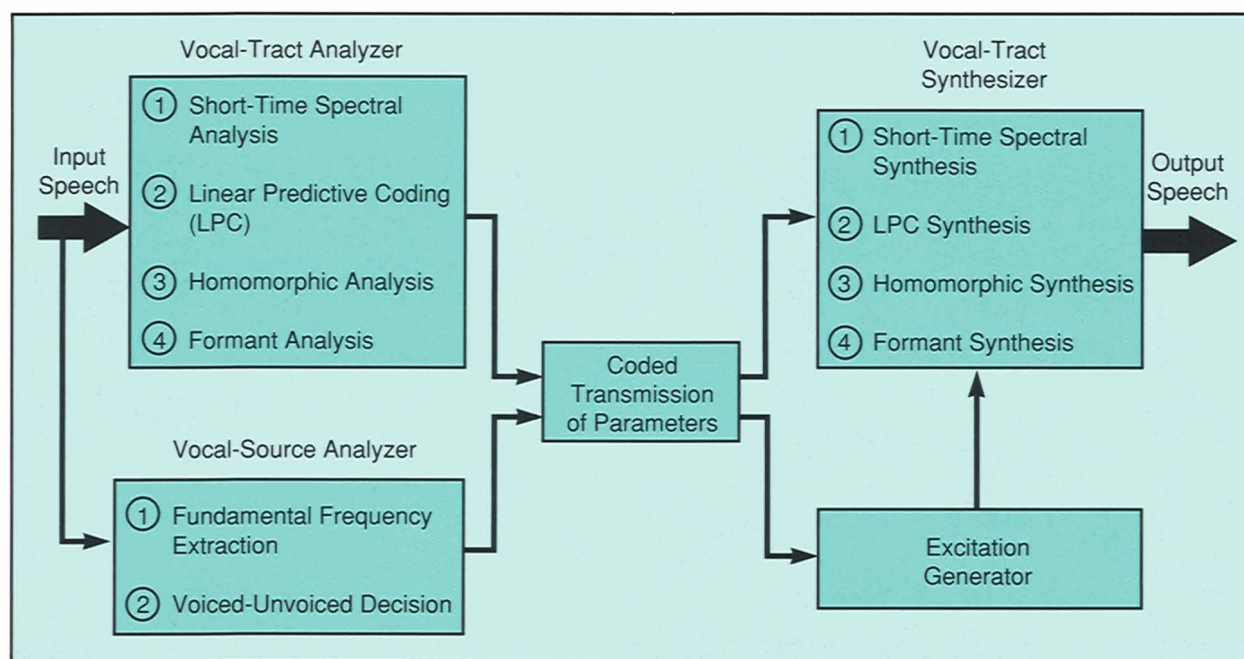 Vocal-Tract Analyzer
① Short-Time Spectral
Analysis
② Linear Predictive Coding
(LPC)
③ Homomorphic Analysis
④ Formant Analysis
Input
Speech
Vocal-Source Analyzer
① Fundamental Frequency
Extraction
② Voiced-Unvoiced Decision
Coded
Transmission
of Parameters
Vocal-Tract
Synthesizer
① Short-Time Spectral
Synthesis
② LPC Synthesis
③ Homomorphic Synthesis
④ Formant Synthesis
Output
Speech
Excitation
Generator